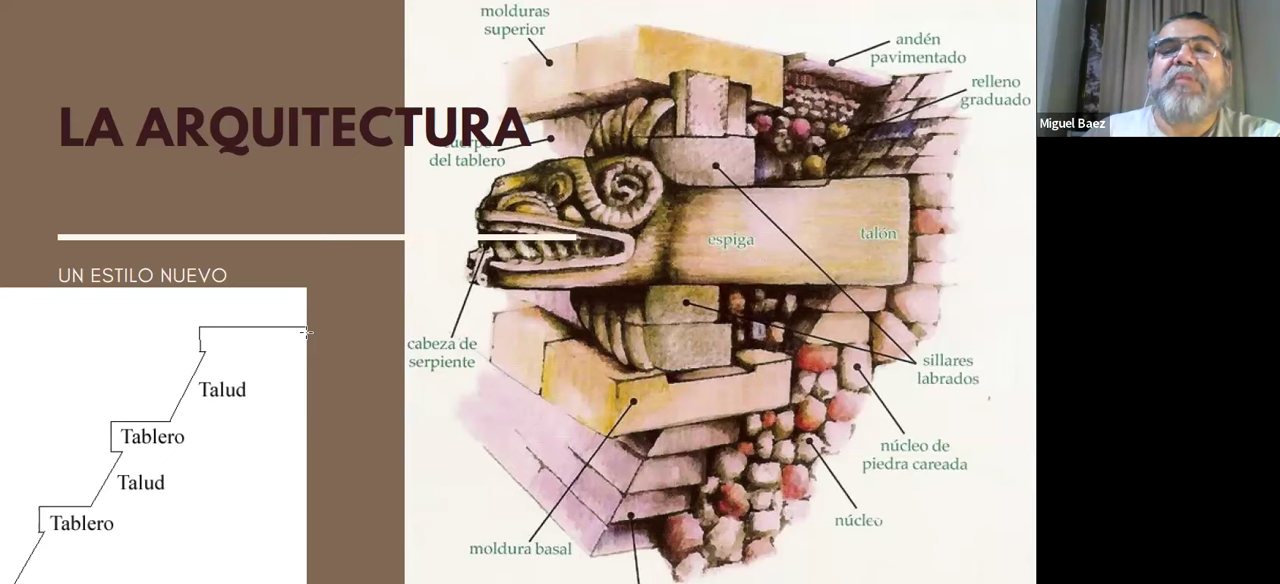 LA ARQUITECTURA
UN ESTILO NUEVO
Talud
Tablero
Talud
Tablero
molduras
superior
andén
pavimentado
relleno
graduado
cuerpo
del tablero
espiga
talón
cabeza de
serpiente
sillares
labrados
núcleo de
piedra careada
núcleo
moldura basal
Miguel Baez